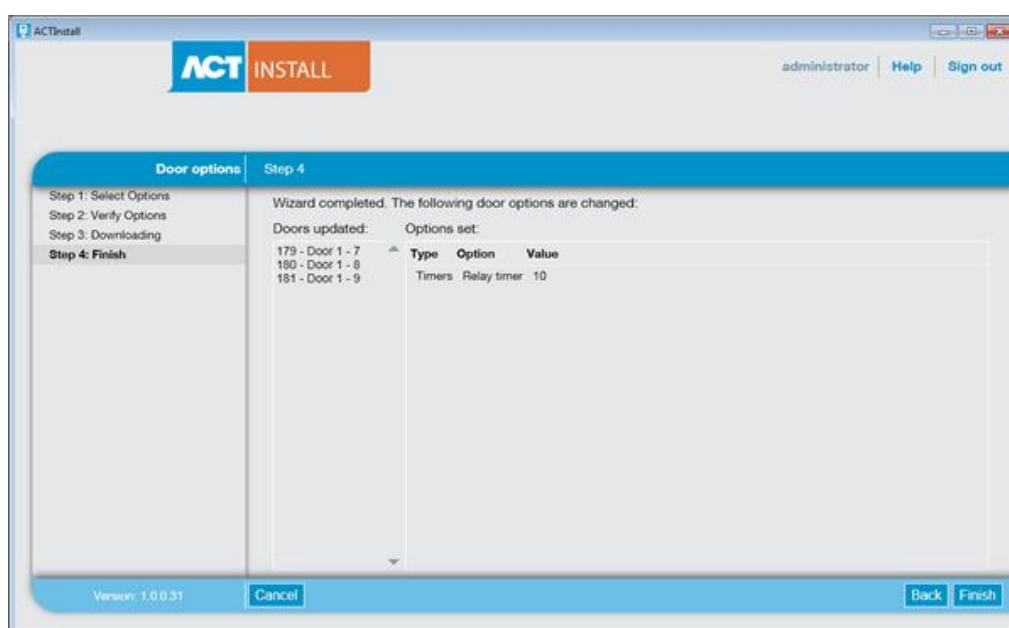 ACTInstall
ACT INSTALL
administrator Help Sign out
Door options Step 4
Step 1: Select Options
Step 2: Verify Options
Step 3: Downloading
Step 4: Finish
Wizard completed. The following door options are changed:
Doors updated: Options set:
179 - Door 1 - 7
180 - Door 1 - 8
181 - Door 1 - 9
Type Option Value
Timers Relay timer 10
Version: 1.0.0.31 Cancel Back Finish